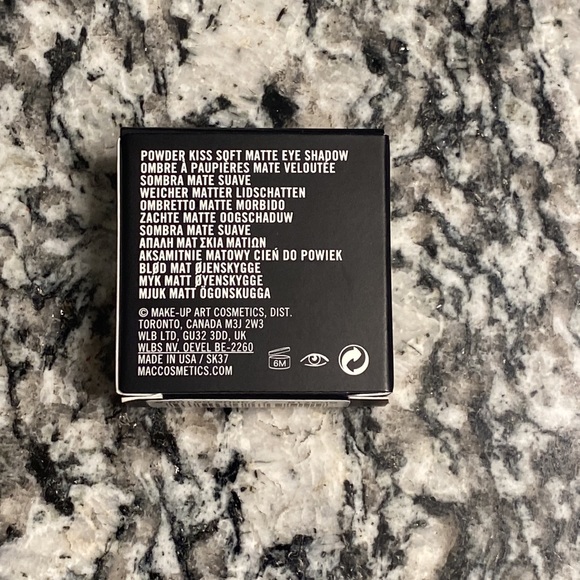 POWDER KISS SOFT MATTE EYE SHADOW
OMBRE À PAUPIÈRES MATE VELOUTÉE
SOMBRA MATE SUAVE
WEICHER MATTER LIDSCHATTEN
OMBRETTO MATTE MORBIDO
ZACHTE MATTE OOGSCHADUW
SOMBRA MATE SUAVE
ΑΠΑΛΗ ΜΑΤ ΣΚΙΑ ΜΑΤΙΩΝ
AKSAMITNIE MATOWY CIEŃ DO POWIEK
BLØD MAT ØJENSKYGGE
MYK MATT ØYENSKYGGE
MJUK MATT ÖGONSKUGGA
© MAKE-UP ART COSMETICS, DIST.
TORONTO, CANADA M3J 2W3
WLB LTD, GU32 3DD, UK
WLBS NV. OEVEL BE-2260
MADE IN USA / SK37
MACCOSMETICS.COM
6M